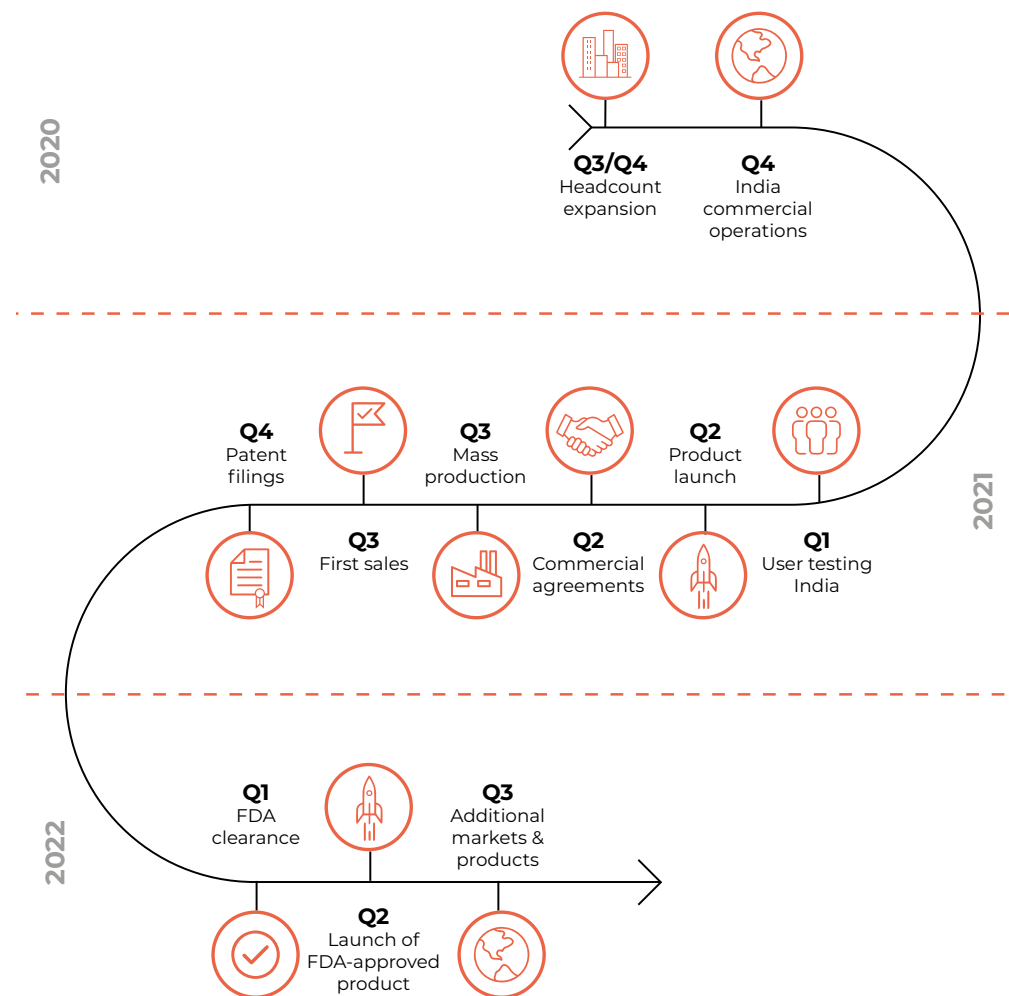 2020
Q3/Q4
Headcount
expansion
Q4
India
commercial
operations
2021
Q1
User testing
India
Q2
Product
launch
Q2
Commercial
agreements
Q3
Mass
production
Q3
First sales
Q4
Patent
filings
2022
Q1
FDA
clearance
Q2
Launch of
FDA-approved
product
Q3
Additional
markets &
products